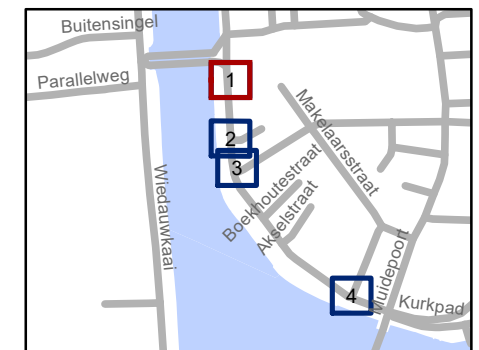 Buitensingel
Parallelweg
1
Makelaarsstraat
2
3
Boekhoutestraat
Wiedauwkaai
Akselstraat
Muidepoort
4
Kurkpad